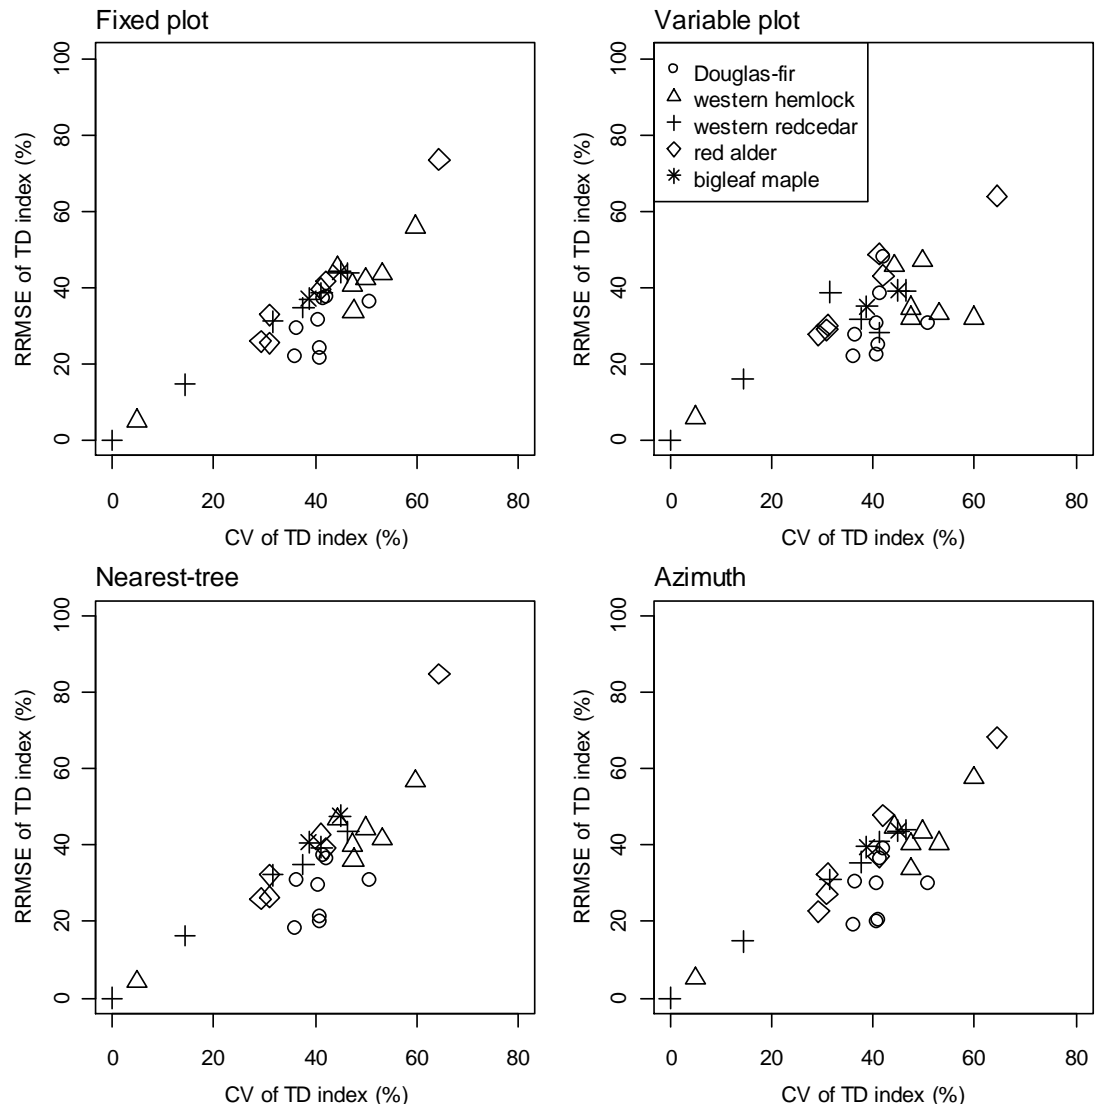 Fixed plot
RRMSE of TD index (%)
0 20 40 60 80 100
0 20 40 60 80
CV of TD index (%)
Variable plot
Douglas-fir
western hemlock
western redcedar
red alder
bigleaf maple
RRMSE of TD index (%)
0 20 40 60 80 100
0 20 40 60 80
CV of TD index (%)
Nearest-tree
RRMSE of TD index (%)
0 20 40 60 80 100
0 20 40 60 80
CV of TD index (%)
Azimuth
RRMSE of TD index (%)
0 20 40 60 80 100
0 20 40 60 80
CV of TD index (%)